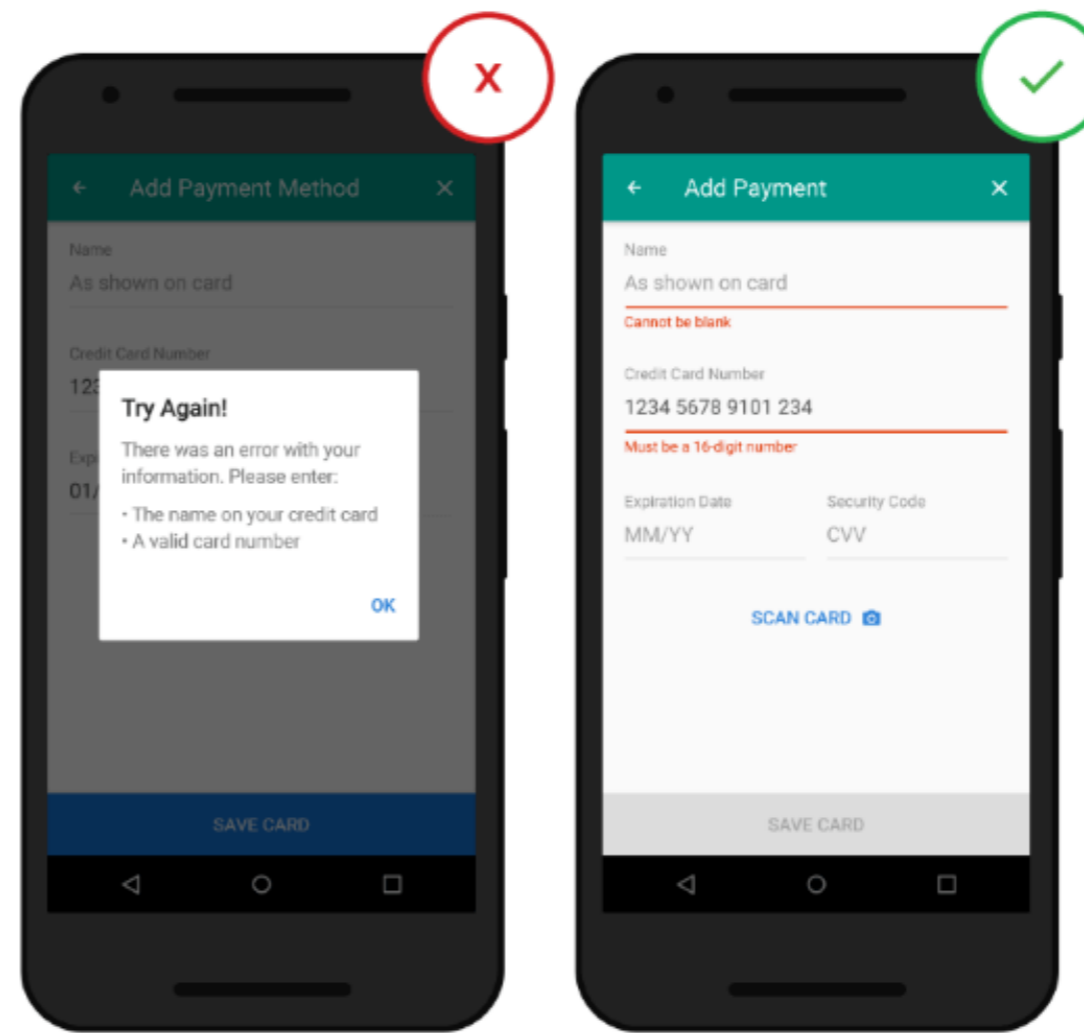 X
Add Payment Method
Name
As shown on card
Credit Card Number
123
Try Again!
There was an error with your
information. Please enter:
• The name on your credit card
• A valid card number
OK
Expi
01/
SAVE CARD
Add Payment
Name
As shown on card
Cannot be blank
Credit Card Number
1234 5678 9101 234
Must be a 16-digit number
Expiration Date Security Code
MM/YY CVV
SCAN CARD
SAVE CARD